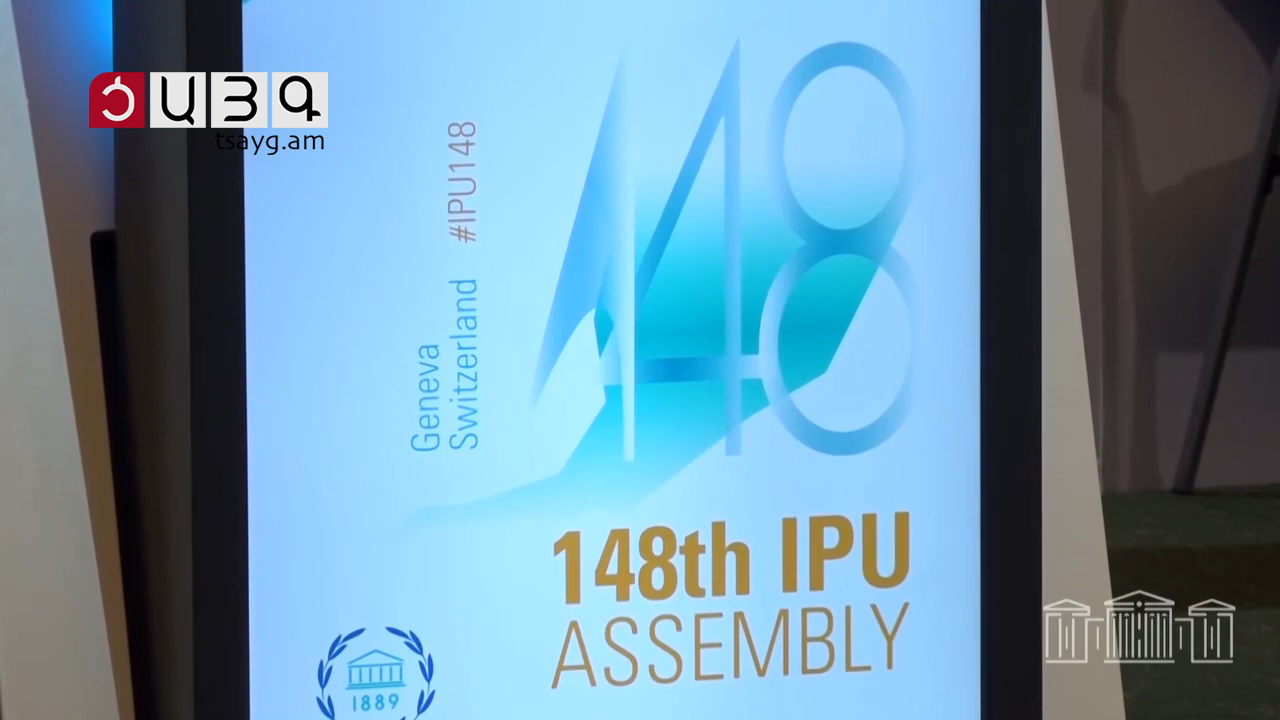 ԾԱՅԳ
tsayg.am
148
#IPU148
Geneva
Switzerland
148th IPU
ASSEMBLY
1889